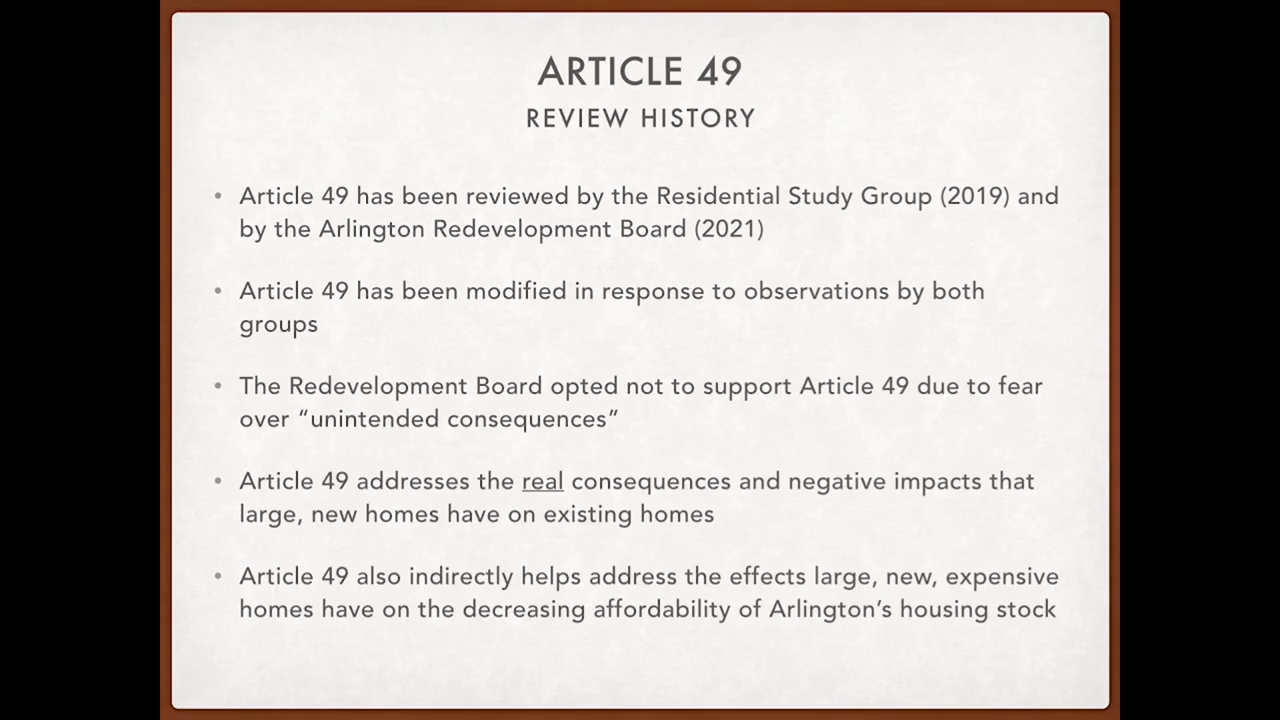 ARTICLE 49
REVIEW HISTORY
• Article 49 has been reviewed by the Residential Study Group (2019) and
by the Arlington Redevelopment Board (2021)
• Article 49 has been modified in response to observations by both
groups
• The Redevelopment Board opted not to support Article 49 due to fear
over “unintended consequences”
• Article 49 addresses the real consequences and negative impacts that
large, new homes have on existing homes
• Article 49 also indirectly helps address the effects large, new, expensive
homes have on the decreasing affordability of Arlington’s housing stock